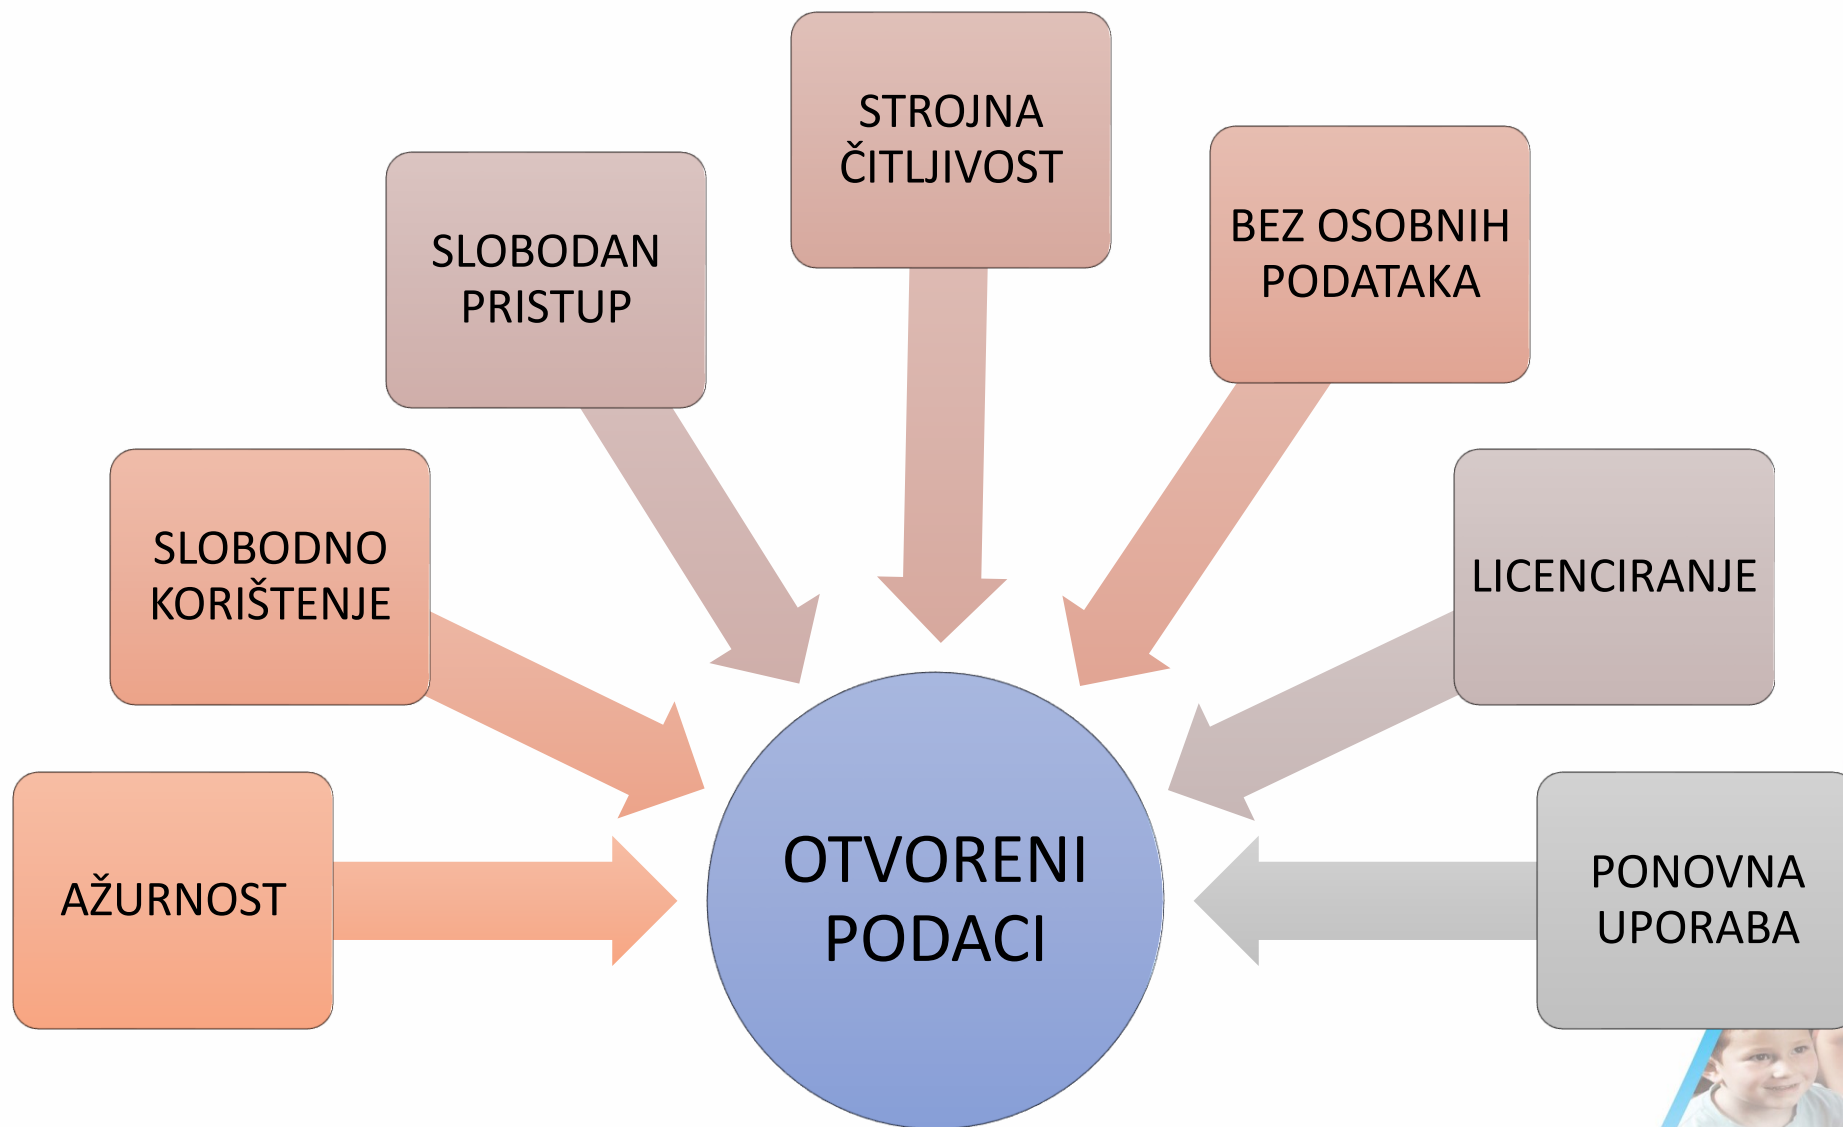 STROJNA
ČITLJIVOST
SLOBODAN
PRISTUP
BEZ OSOBNIH
PODATAKA
SLOBODNO
KORIŠTENJE
LICENCIRANJE
AŽURNOST
OTVORENI
PODACI
PONOVNA
UPORABA